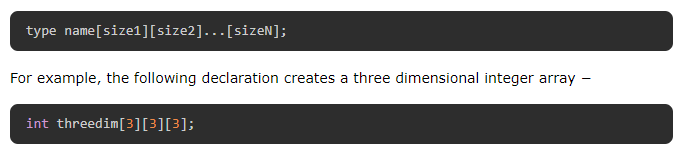 type name[size1][size2]...[sizeN];
For example, the following declaration creates a three dimensional integer array −
int threedim[3][3][3];